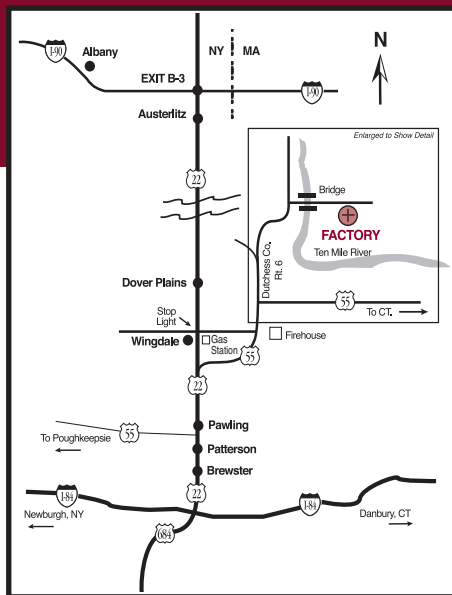 I-90
Albany
NY
MA
N
EXIT B-3
I-90
Austerlitz
Enlarged to Show Detail
22
Bridge
FACTORY
Ten Mile River
Dutchess Co.
Rt. 6
Dover Plains
55
To CT.
Stop
Light
Wingdale
Gas
Station
Firehouse
55
22
Pawling
55
To Poughkeepsie
Patterson
Brewster
I-84
22
I-84
Newburgh, NY
Danbury, CT
684